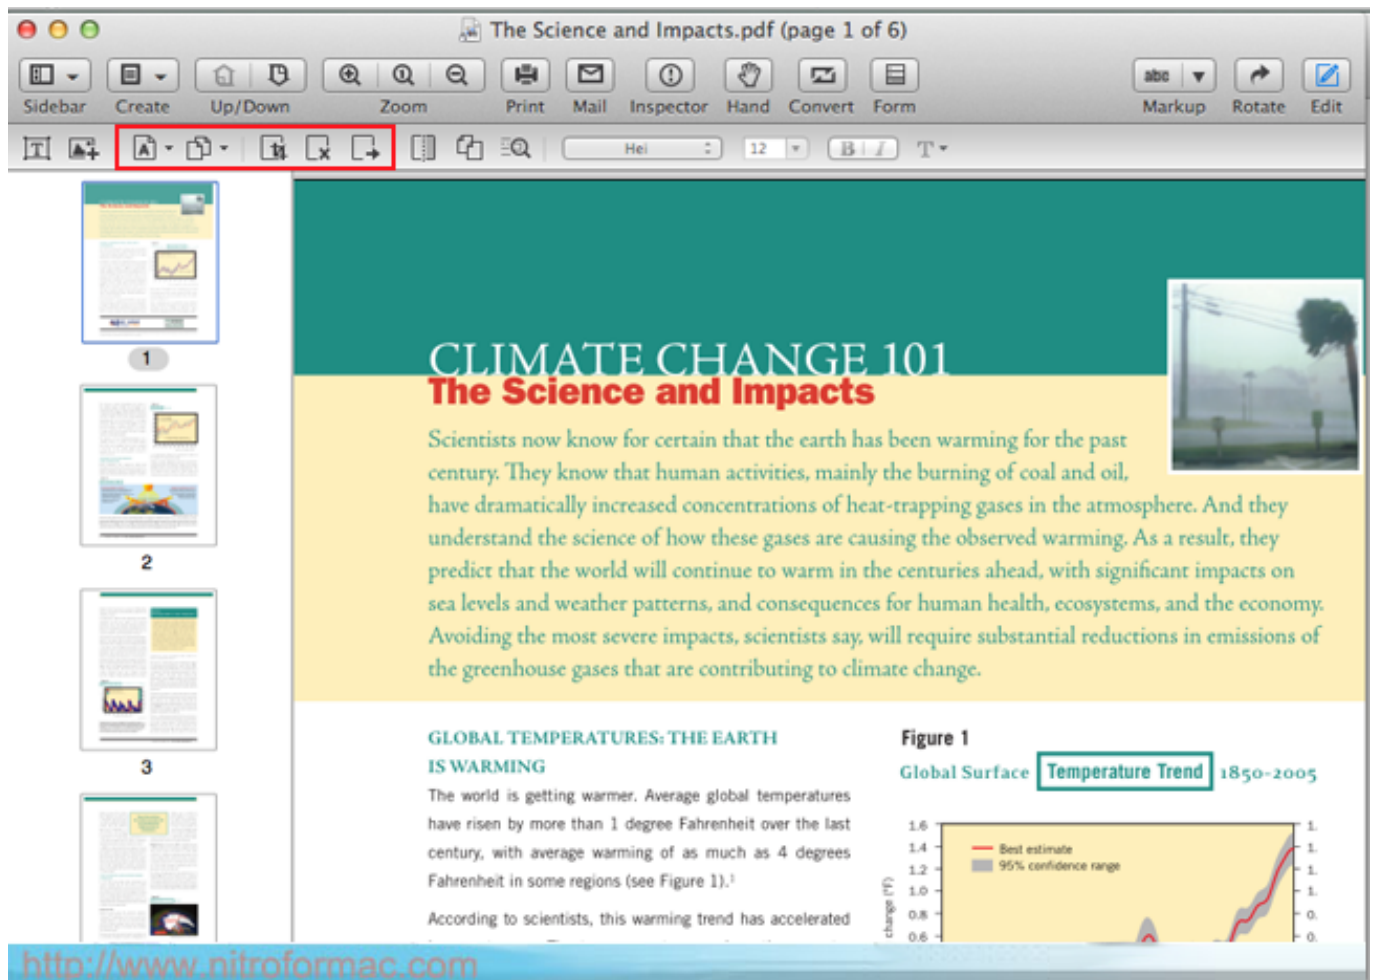 The Science and Impacts.pdf (page 1 of 6)
abc
Sidebar Create Up/Down Zoom Print Mail Inspector Hand Convert Form Markup Rotate Edit
T A Hei 12 B I T
1
2
3
CLIMATE CHANGE 101
The Science and Impacts
Scientists now know for certain that the earth has been warming for the past
century. They know that human activities, mainly the burning of coal and oil,
have dramatically increased concentrations of heat-trapping gases in the atmosphere. And they
understand the science of how these gases are causing the observed warming. As a result, they
predict that the world will continue to warm in the centuries ahead, with significant impacts on
sea levels and weather patterns, and consequences for human health, ecosystems, and the economy.
Avoiding the most severe impacts, scientists say, will require substantial reductions in emissions of
the greenhouse gases that are contributing to climate change.
GLOBAL TEMPERATURES: THE EARTH
IS WARMING
The world is getting warmer. Average global temperatures
have risen by more than 1 degree Fahrenheit over the last
century, with average warming of as much as 4 degrees
Fahrenheit in some regions (see Figure 1).¹
According to scientists, this warming trend has accelerated
Figure 1
Global Surface Temperature Trend 1850-2005
1.6 1.
1.4 1.
1.2 1.
1.0 1.
0.8 0.
0.6 0.
change (°F)
Best estimate
95% confidence range
http://www.nitroformac.com